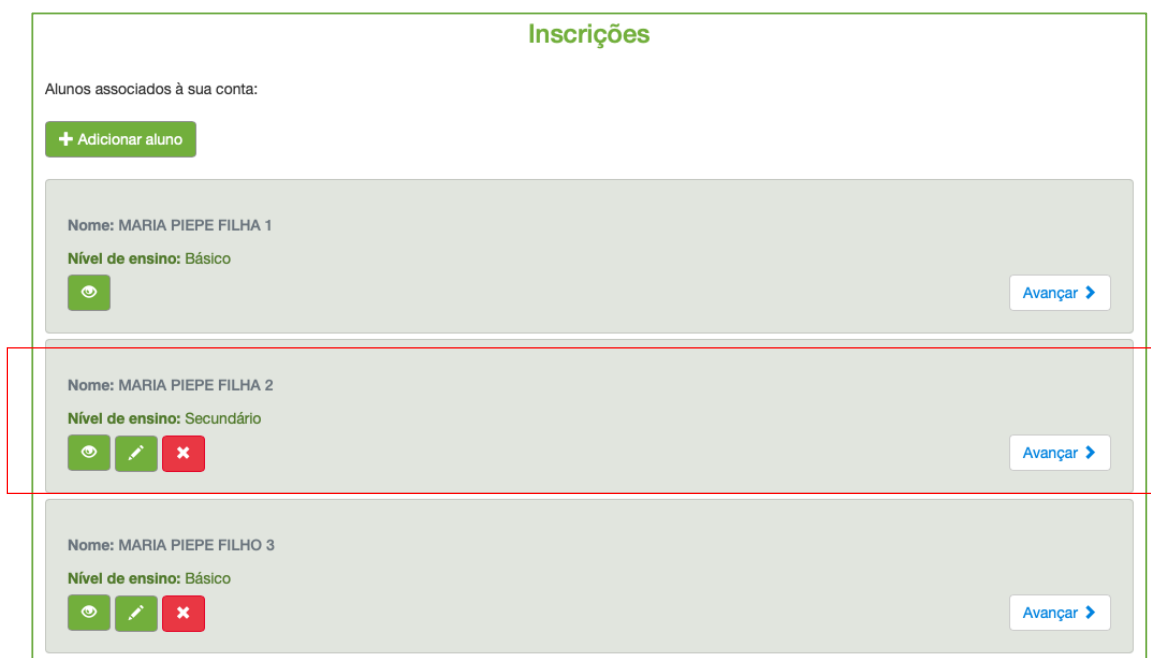 Inscrições
Alunos associados à sua conta:
Adicionar aluno
Nome: MARIA PIEPE FILHA 1
Nível de ensino: Básico
Avançar
Nome: MARIA PIEPE FILHA 2
Nível de ensino: Secundário
Avançar
Nome: MARIA PIEPE FILHO 3
Nível de ensino: Básico
Avançar